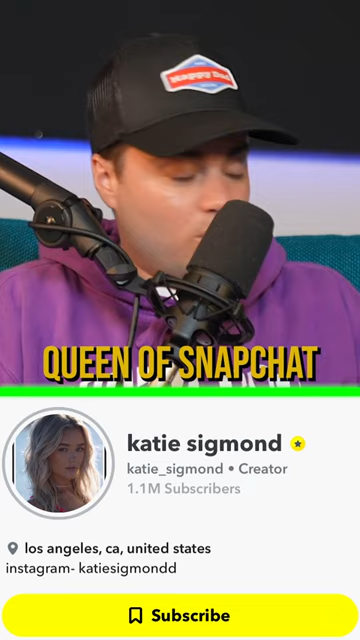 QUEEN OF SNAPCHAT
katie sigmond
katie_sigmond • Creator
1.1M Subscribers
los angeles, ca, united states
instagram- katiesigmondd
Subscribe